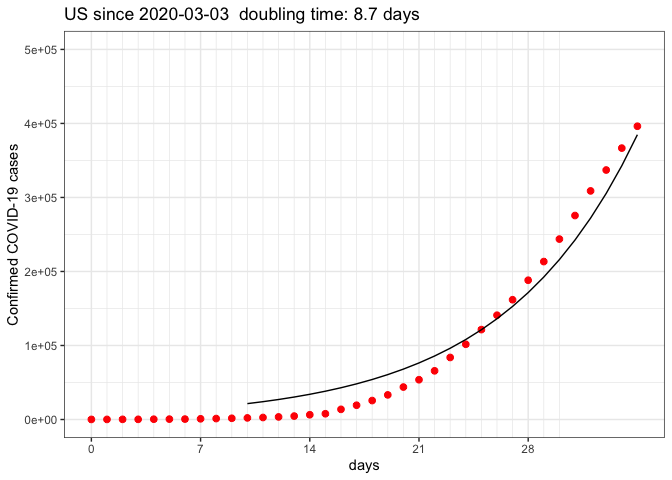 US since 2020-03-03  doubling time: 8.7 days
Confirmed COVID-19 cases
5e+05
4e+05
3e+05
2e+05
1e+05
0e+00
0 7 14 21 28
days